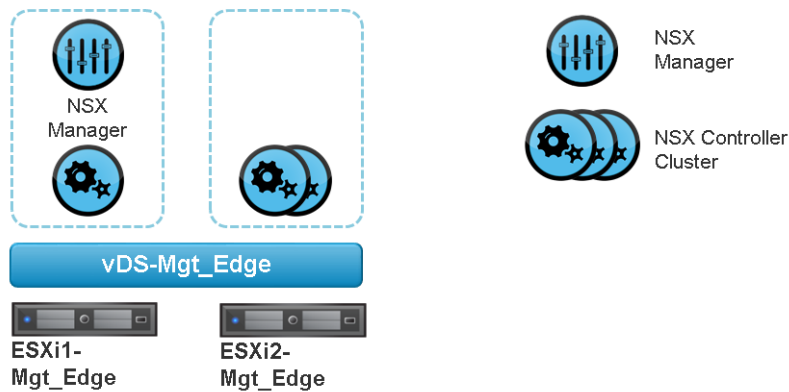 NSX
Manager
NSX
Manager
NSX Controller
Cluster
vDS-Mgt_Edge
ESXi1-
Mgt_Edge
ESXi2-
Mgt_Edge